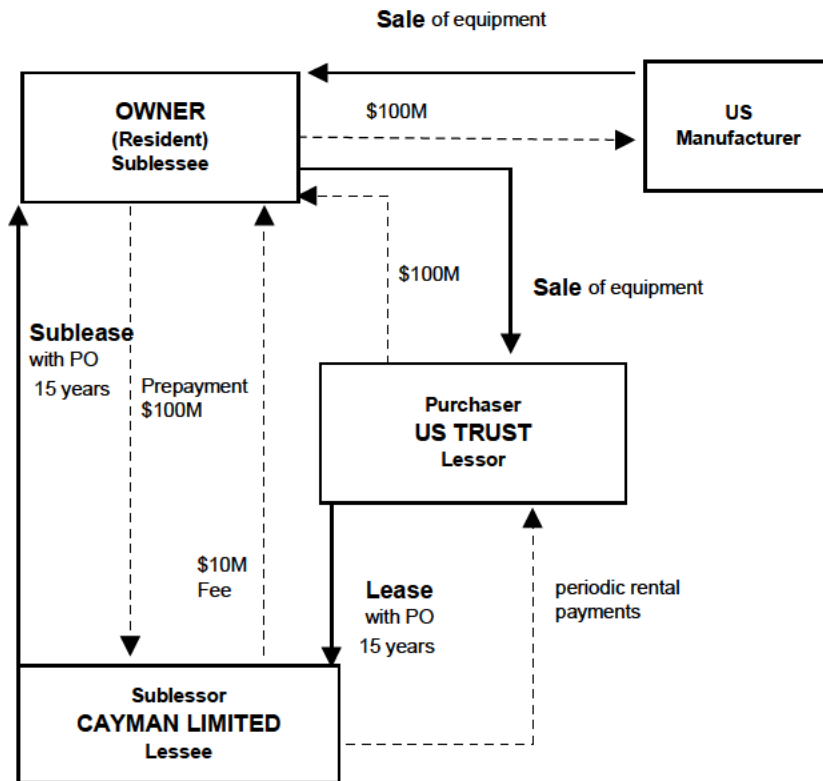 Sale of equipment
OWNER
(Resident)
Sublessee
$100M
US
Manufacturer
$100M
Sale of equipment
Sublease
with PO
15 years
Prepayment
$100M
Purchaser
US TRUST
Lessor
$10M
Fee
Lease
with PO
15 years
periodic rental
payments
Sublessor
CAYMAN LIMITED
Lessee